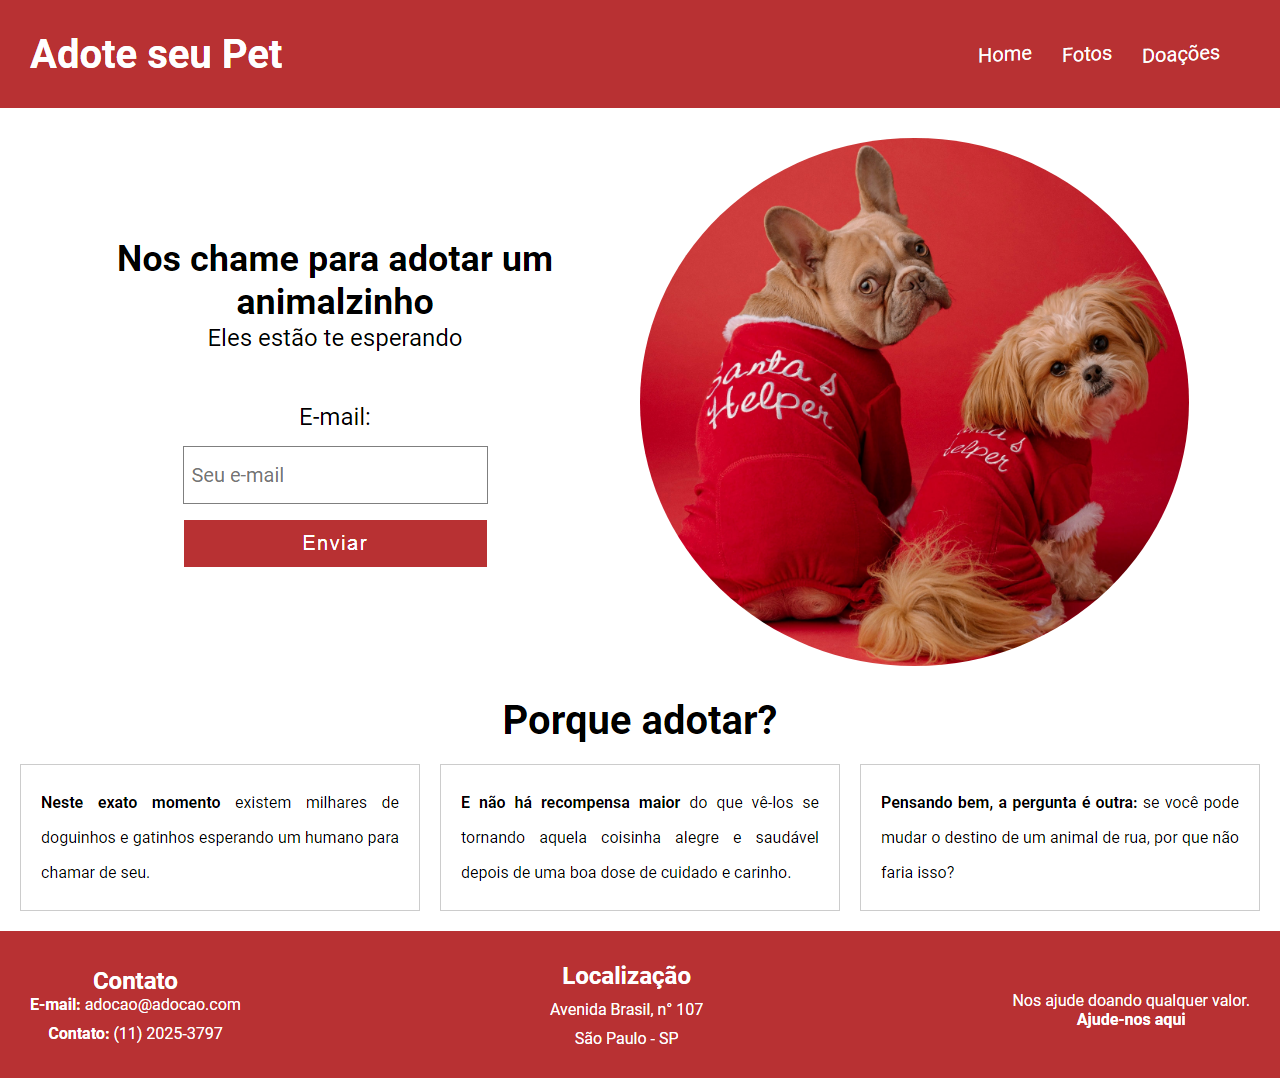 Adote seu Pet
Home Fotos Doações
Nos chame para adotar um
animalzinho
Eles estão te esperando
E-mail:
Seu e-mail
Enviar
Santa's
Helper
Santa's
Helper
Porque adotar?
Neste exato momento existem milhares de
doguinhos e gatinhos esperando um humano para
chamar de seu.
E não há recompensa maior do que vê-los se
tornando aquela coisinha alegre e saudável
depois de uma boa dose de cuidado e carinho.
Pensando bem, a pergunta é outra: se você pode
mudar o destino de um animal de rua, por que não
faria isso?
Contato
E-mail: adocao@adocao.com
Contato: (11) 2025-3797
Localização
Avenida Brasil, n° 107
São Paulo - SP
Nos ajude doando qualquer valor.
Ajude-nos aqui